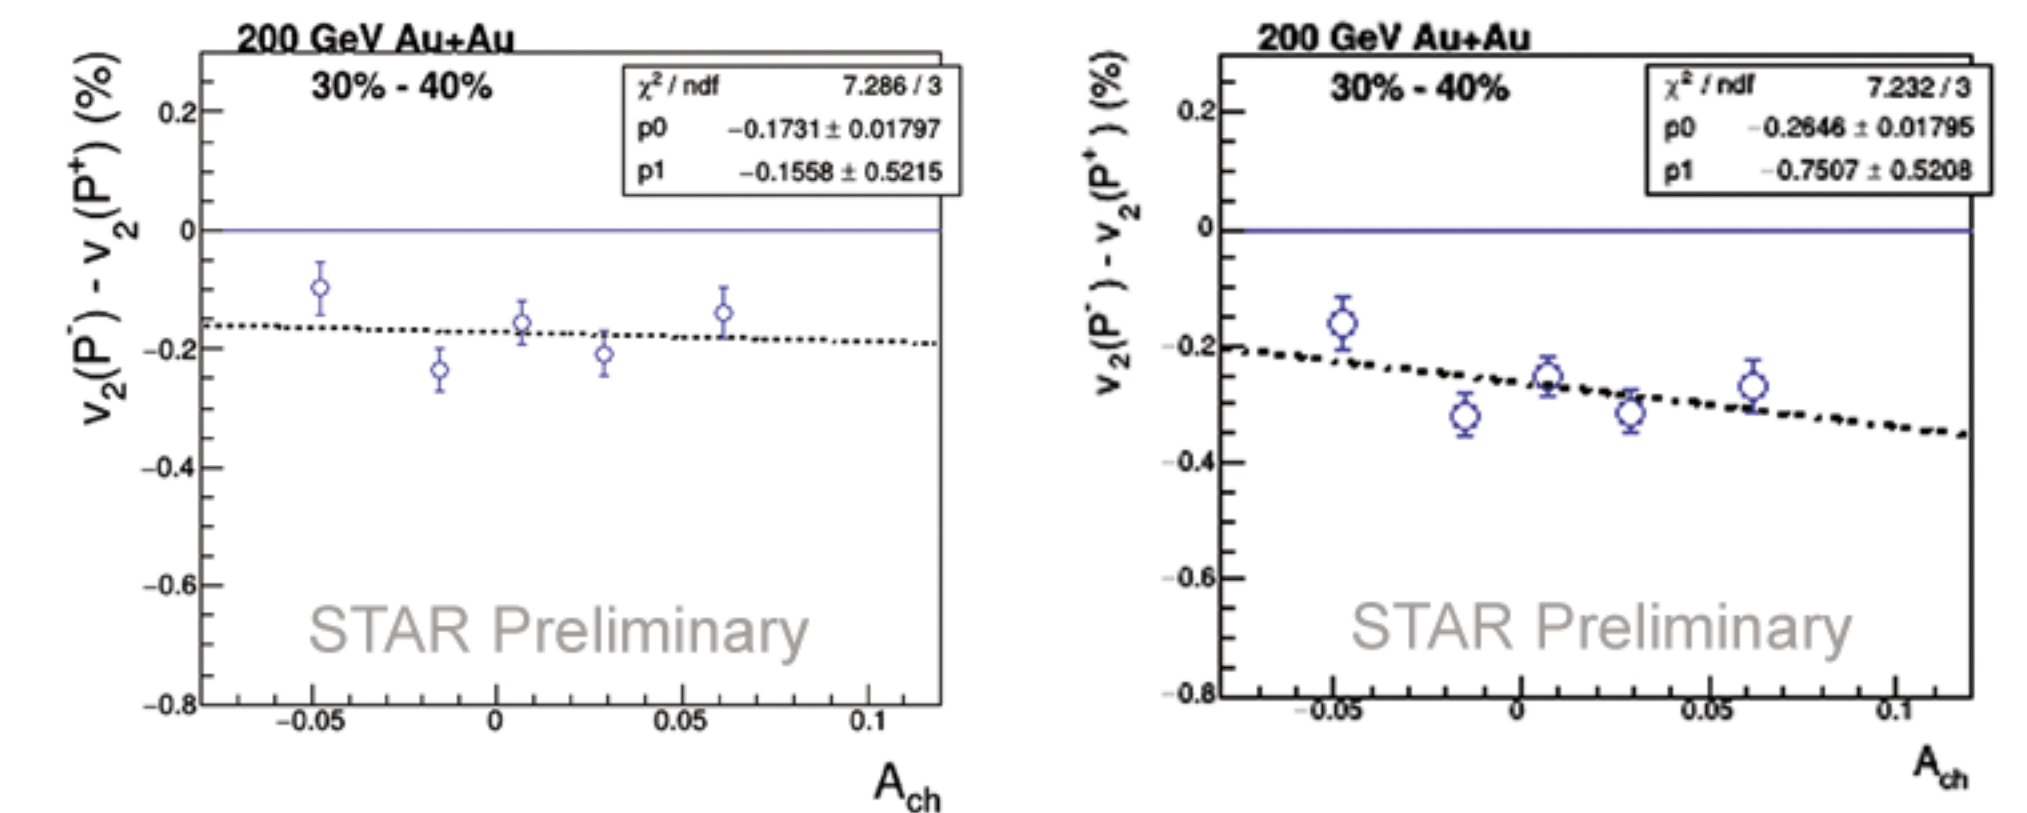 200 GeV Au+Au
30% - 40%
χ² / ndf 7.286 / 3
p0 −0.1731 ± 0.01797
p1 −0.1558 ± 0.5215
v₂(P⁻) - v₂(P⁺) (%)
0.2
0
−0.2
−0.4
−0.6
−0.8
STAR Preliminary
−0.05 0 0.05 0.1
A_ch
200 GeV Au+Au
30% - 40%
χ² / ndf 7.232 / 3
p0 −0.2646 ± 0.01795
p1 −0.7507 ± 0.5208
v₂(P⁻) - v₂(P⁺) (%)
0.2
0
−0.2
−0.4
−0.6
−0.8
STAR Preliminary
−0.05 0 0.05 0.1
A_ch